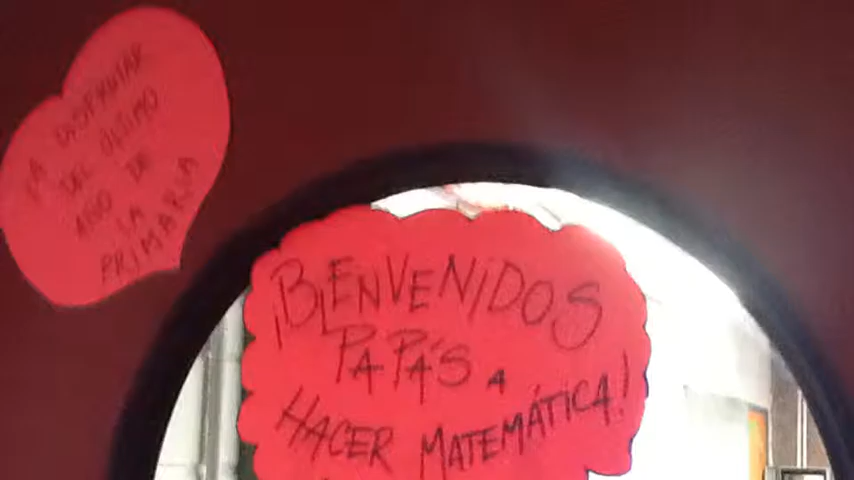 ¡A DISFRUTAR
DEL ÚLTIMO
AÑO DE
LA
PRIMARIA
¡BIENVENIDOS
PAPÁS A
HACER MATEMÁTICA!